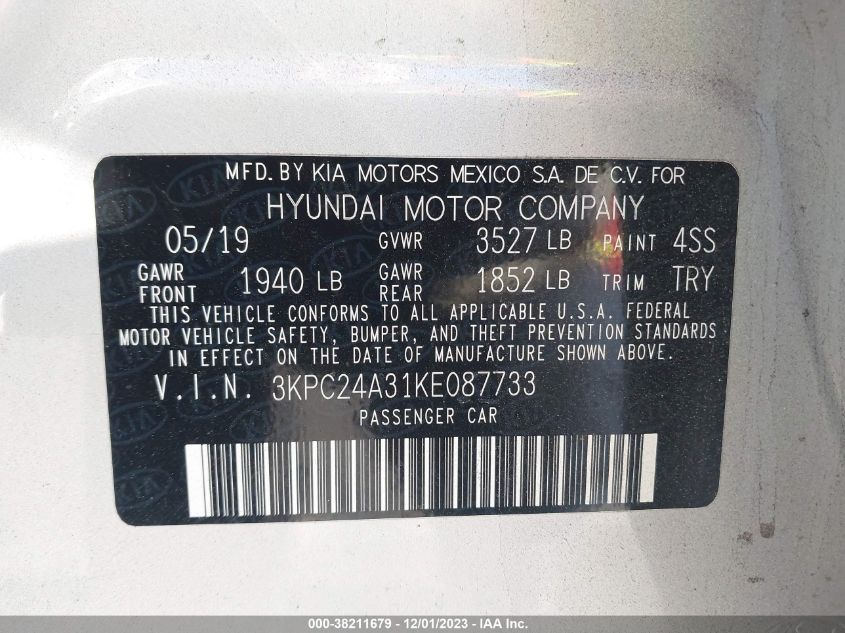 MFD. BY KIA MOTORS MEXICO S.A. DE C.V. FOR
HYUNDAI MOTOR COMPANY
05/19 GVWR 3527 LB PAINT 4SS
GAWR FRONT 1940 LB GAWR REAR 1852 LB TRIM TRY
THIS VEHICLE CONFORMS TO ALL APPLICABLE U.S.A. FEDERAL
MOTOR VEHICLE SAFETY, BUMPER, AND THEFT PREVENTION STANDARDS
IN EFFECT ON THE DATE OF MANUFACTURE SHOWN ABOVE.
V.I.N. 3KPC24A31KE087733
PASSENGER CAR
000-38211679 - 12/01/2023 - IAA Inc.